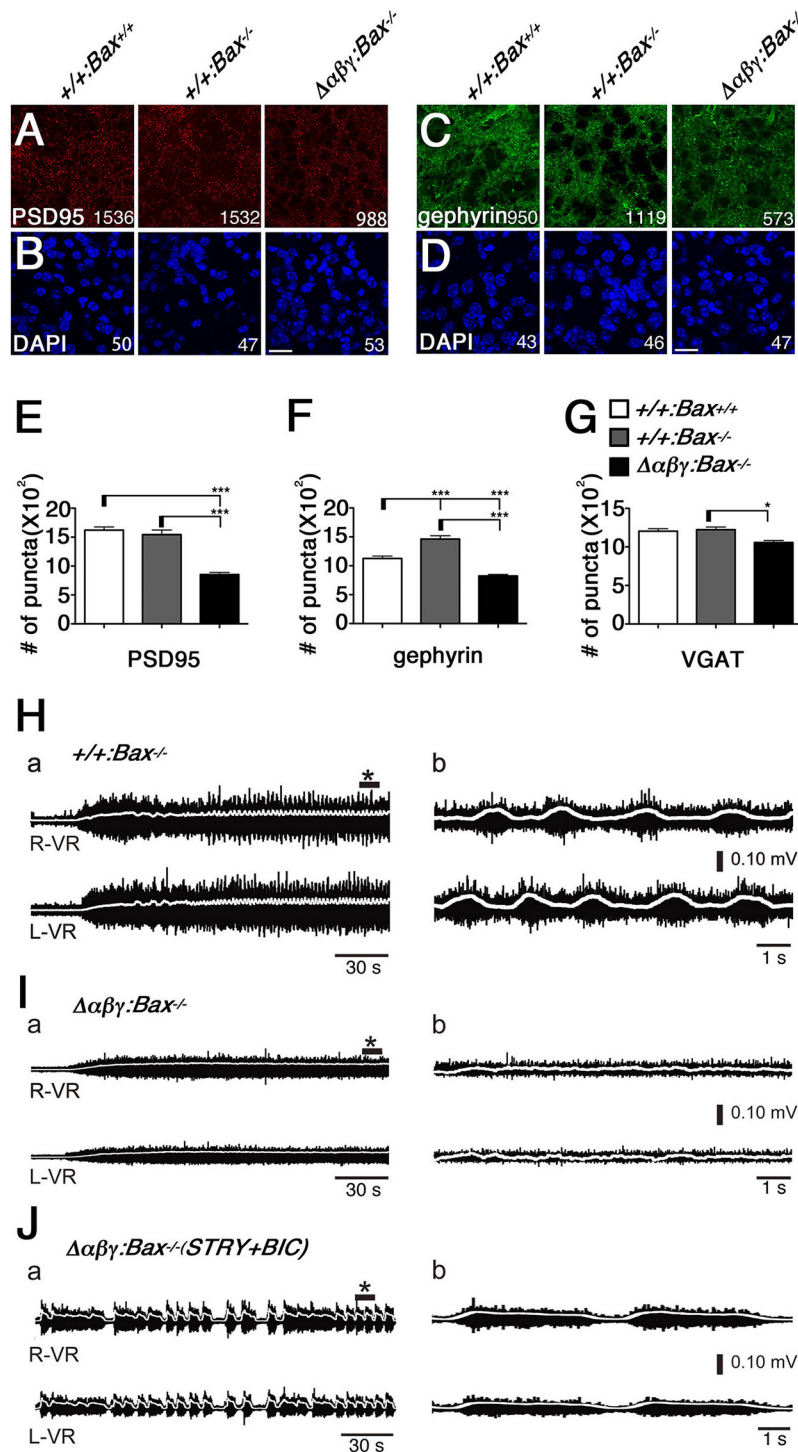 +/+:Bax+/+ +/+:Bax-/- Δαβγ:Bax-/- +/+:Bax+/+ +/+:Bax-/- Δαβγ:Bax-/-
A C
PSD95 1536 1532 988 gephyrin 950 1119 573
B D
DAPI 50 47 53 DAPI 43 46 47
E F G
+/+:Bax+/+
+/+:Bax-/-
Δαβγ:Bax-/-
# of puncta(X10²)
20
15
10
5
0
***
***
PSD95
# of puncta(X10²)
20
15
10
5
0
*** ***
***
gephyrin
# of puncta (X10²)
15
10
5
0
*
VGAT
H
+/+:Bax-/-
a b
*
R-VR
0.10 mV
L-VR
30 s 1 s
I
Δαβγ:Bax-/-
a b
*
R-VR
0.10 mV
L-VR
30 s 1 s
J
Δαβγ:Bax-/-(STRY+BIC)
a b
*
R-VR
0.10 mV
L-VR
30 s 1 s